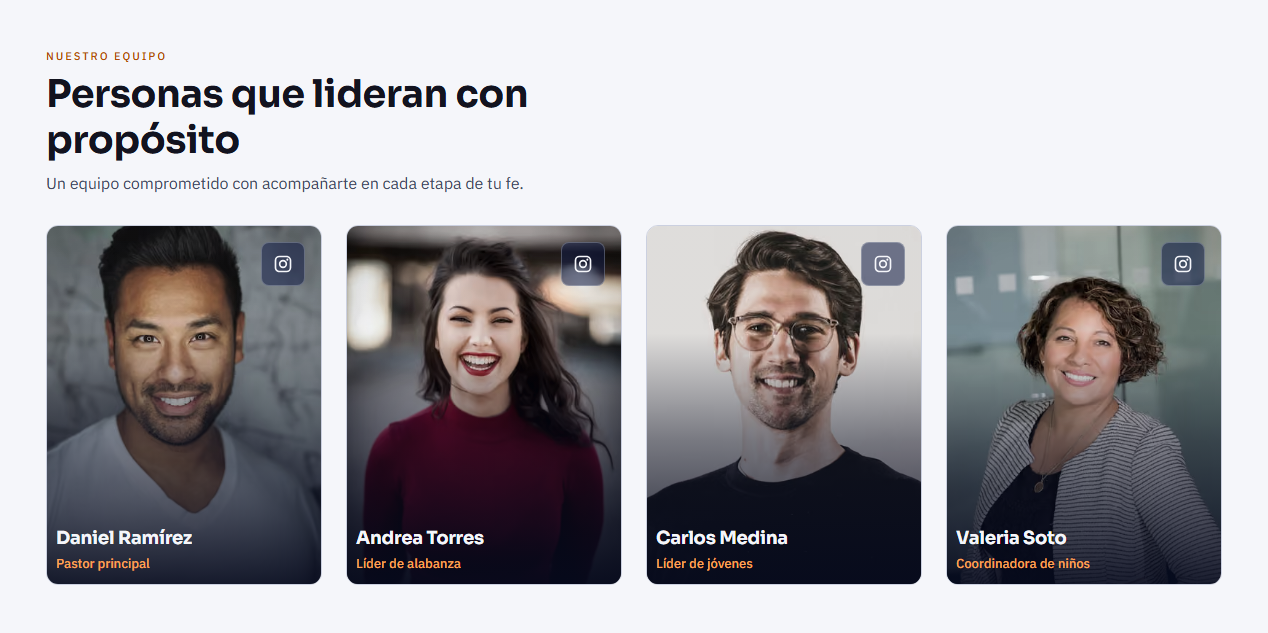 NUESTRO EQUIPO
Personas que lideran con
propósito
Un equipo comprometido con acompañarte en cada etapa de tu fe.
Daniel Ramírez
Pastor principal
Andrea Torres
Líder de alabanza
Carlos Medina
Líder de jóvenes
Valeria Soto
Coordinadora de niños